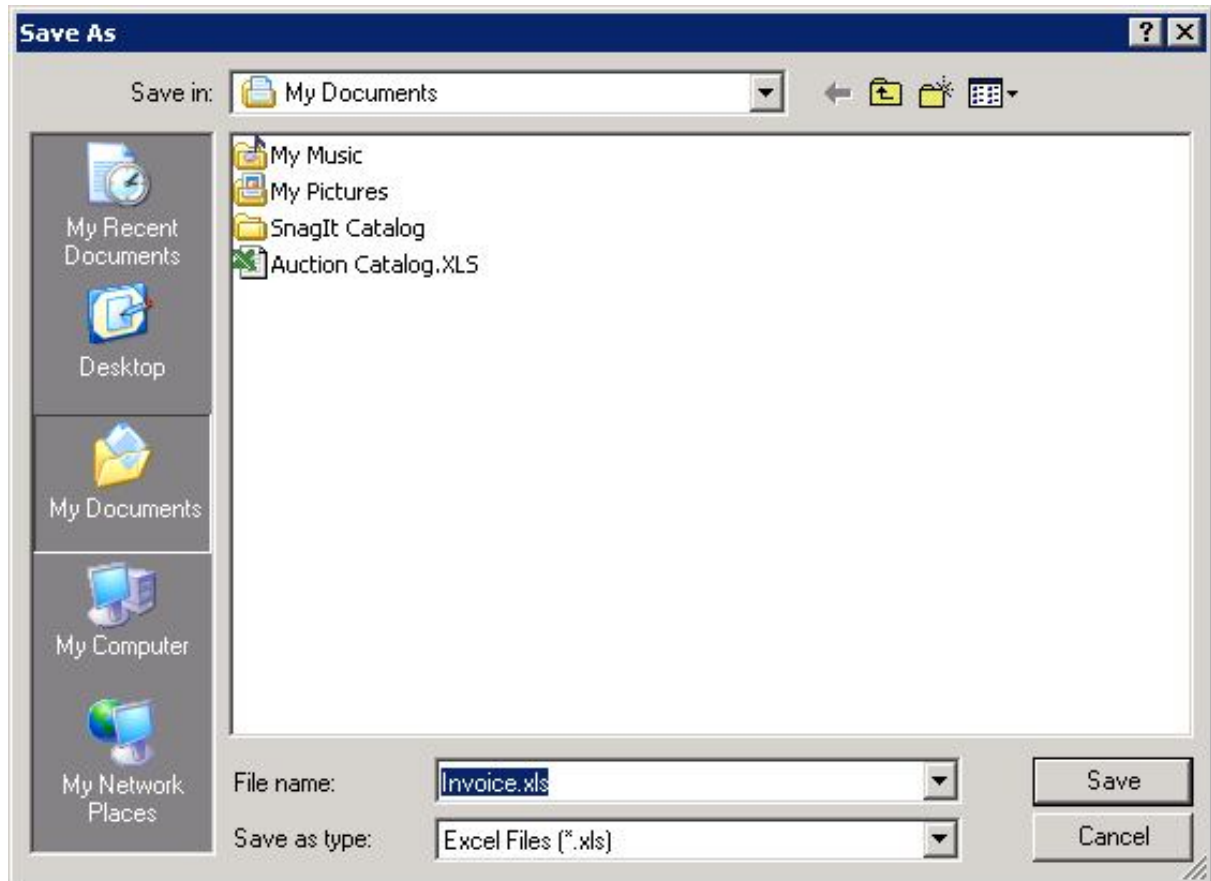 Save As
Save in:
My Documents
My Recent
Documents
Desktop
My Documents
My Computer
My Network
Places
My Music
My Pictures
SnagIt Catalog
Auction Catalog.XLS
File name:
Invoice.xls
Save
Save as type:
Excel Files (*.xls)
Cancel